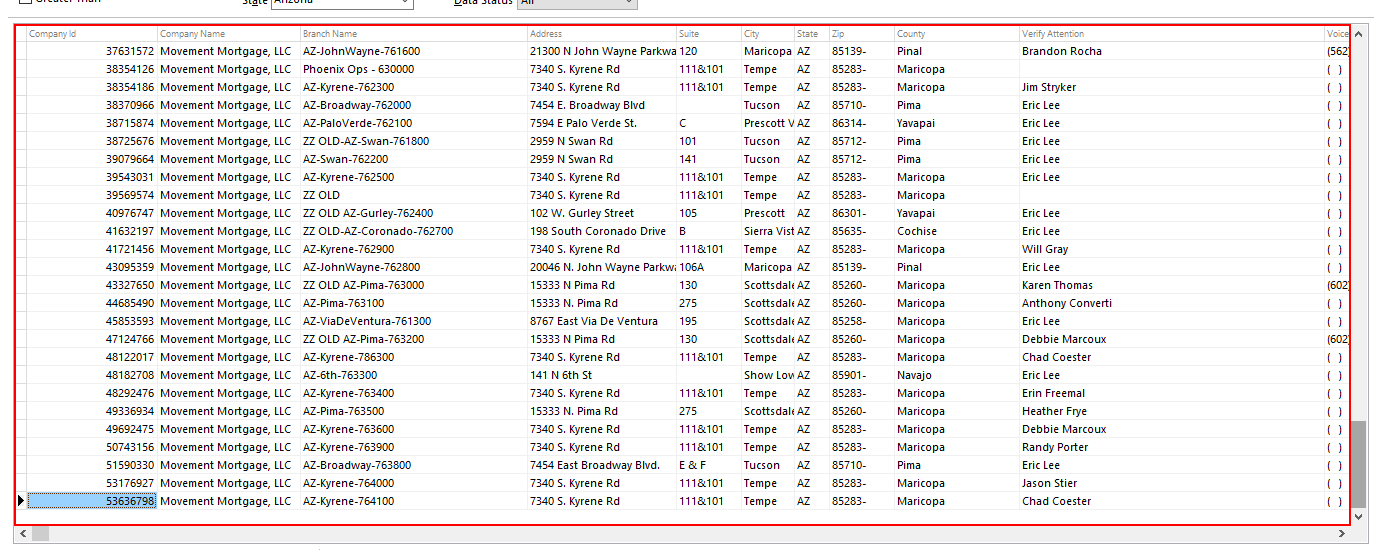 Greater Than State Arizona Data Status All
Company Id Company Name Branch Name Address Suite City State Zip County Verify Attention Voice
37631572 Movement Mortgage, LLC AZ-JohnWayne-761600 21300 N John Wayne Parkwa 120 Maricopa AZ 85139- Pinal Brandon Rocha (562)
38354126 Movement Mortgage, LLC Phoenix Ops - 630000 7340 S. Kyrene Rd 111&101 Tempe AZ 85283- Maricopa
38354186 Movement Mortgage, LLC AZ-Kyrene-762300 7340 S. Kyrene Rd 111&101 Tempe AZ 85283- Maricopa Jim Stryker ( )
38370966 Movement Mortgage, LLC AZ-Broadway-762000 7454 E. Broadway Blvd Tucson AZ 85710- Pima Eric Lee ( )
38715874 Movement Mortgage, LLC AZ-PaloVerde-762100 7594 E Palo Verde St. C Prescott V AZ 86314- Yavapai Eric Lee ( )
38725676 Movement Mortgage, LLC ZZ OLD-AZ-Swan-761800 2959 N Swan Rd 101 Tucson AZ 85712- Pima Eric Lee ( )
39079664 Movement Mortgage, LLC AZ-Swan-762200 2959 N Swan Rd 141 Tucson AZ 85712- Pima Eric Lee ( )
39543031 Movement Mortgage, LLC AZ-Kyrene-762500 7340 S. Kyrene Rd 111&101 Tempe AZ 85283- Maricopa Eric Lee ( )
39569574 Movement Mortgage, LLC ZZ OLD 7340 S. Kyrene Rd 111&101 Tempe AZ 85283- Maricopa ( )
40976747 Movement Mortgage, LLC ZZ OLD AZ-Gurley-762400 102 W. Gurley Street 105 Prescott AZ 86301- Yavapai Eric Lee ( )
41632197 Movement Mortgage, LLC ZZ OLD-AZ-Coronado-762700 198 South Coronado Drive B Sierra Vist AZ 85635- Cochise Eric Lee ( )
41721456 Movement Mortgage, LLC AZ-Kyrene-762900 7340 S. Kyrene Rd 111&101 Tempe AZ 85283- Maricopa Will Gray ( )
43095359 Movement Mortgage, LLC AZ-JohnWayne-762800 20046 N. John Wayne Parkwa 106A Maricopa AZ 85139- Pinal Eric Lee ( )
43327650 Movement Mortgage, LLC ZZ OLD AZ-Pima-763000 15333 N Pima Rd 130 Scottsdale AZ 85260- Maricopa Karen Thomas (602)
44685490 Movement Mortgage, LLC AZ-Pima-763100 15333 N. Pima Rd 275 Scottsdale AZ 85260- Maricopa Anthony Converti ( )
45853593 Movement Mortgage, LLC AZ-ViaDeVentura-761300 8767 East Via De Ventura 195 Scottsdale AZ 85258- Maricopa Eric Lee ( )
47124766 Movement Mortgage, LLC ZZ OLD AZ-Pima-763200 15333 N Pima Rd 130 Scottsdale AZ 85260- Maricopa Debbie Marcoux (602)
48122017 Movement Mortgage, LLC AZ-Kyrene-786300 7340 S. Kyrene Rd 111&101 Tempe AZ 85283- Maricopa Chad Coester ( )
48182708 Movement Mortgage, LLC AZ-6th-763300 141 N 6th St Show Low AZ 85901- Navajo Eric Lee ( )
48292476 Movement Mortgage, LLC AZ-Kyrene-763400 7340 S. Kyrene Rd 111&101 Tempe AZ 85283- Maricopa Erin Freemal ( )
49336934 Movement Mortgage, LLC AZ-Pima-763500 15333 N. Pima Rd 275 Scottsdale AZ 85260- Maricopa Heather Frye ( )
49692475 Movement Mortgage, LLC AZ-Kyrene-763600 7340 S. Kyrene Rd 111&101 Tempe AZ 85283- Maricopa Debbie Marcoux ( )
50743156 Movement Mortgage, LLC AZ-Kyrene-763900 7340 S. Kyrene Rd 111&101 Tempe AZ 85283- Maricopa Randy Porter ( )
51590330 Movement Mortgage, LLC AZ-Broadway-763800 7454 East Broadway Blvd. E & F Tucson AZ 85710- Pima Eric Lee ( )
53176927 Movement Mortgage, LLC AZ-Kyrene-764000 7340 S. Kyrene Rd 111&101 Tempe AZ 85283- Maricopa Jason Stier ( )
53636798 Movement Mortgage, LLC AZ-Kyrene-764100 7340 S. Kyrene Rd 111&101 Tempe AZ 85283- Maricopa Chad Coester ( )